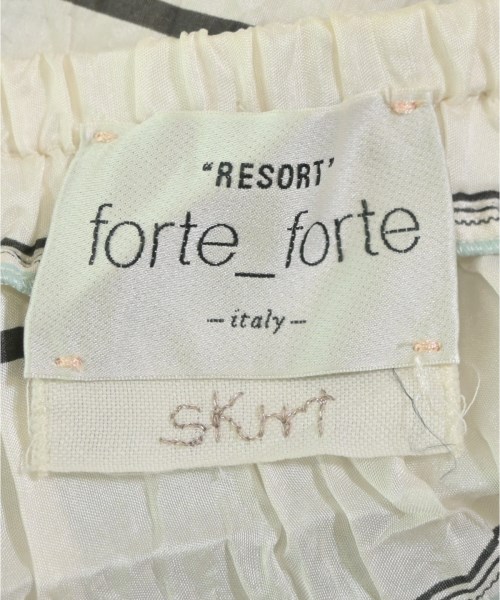 “RESORT’
forte_forte
- italy -
skirt